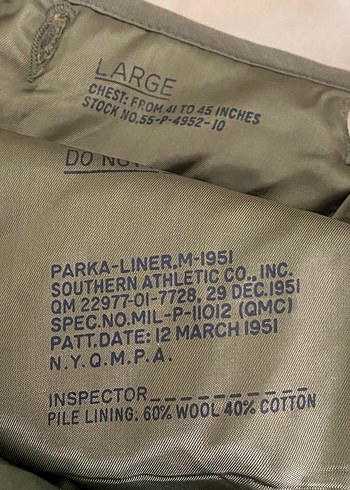 LARGE
CHEST: FROM 41 TO 45 INCHES
STOCK NO. 55-P-4952-10
DO NO
PARKA-LINER, M-1951
SOUTHERN ATHLETIC CO., INC.
QM 22977-01-7728, 29 DEC. 1951
SPEC. NO. MIL-P-11012 (QMC)
PATT. DATE: 12 MARCH 1951
N.Y.Q.M.P.A.
INSPECTOR___________
PILE LINING: 60% WOOL 40% COTTON